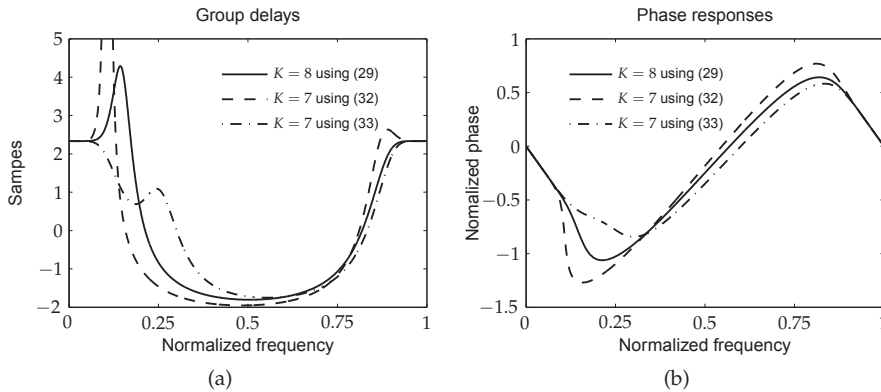 Group delays
5
4
3
2
1
0
−1
−2
Sampes
K = 8 using (29)
K = 7 using (32)
K = 7 using (33)
0
0.25
0.5
0.75
1
Normalized frequency
(a)
Phase responses
1
0.5
0
−0.5
−1
−1.5
Nomalized phase
K = 8 using (29)
K = 7 using (32)
K = 7 using (33)
0
0.25
0.5
0.75
1
Normalized frequency
(b)